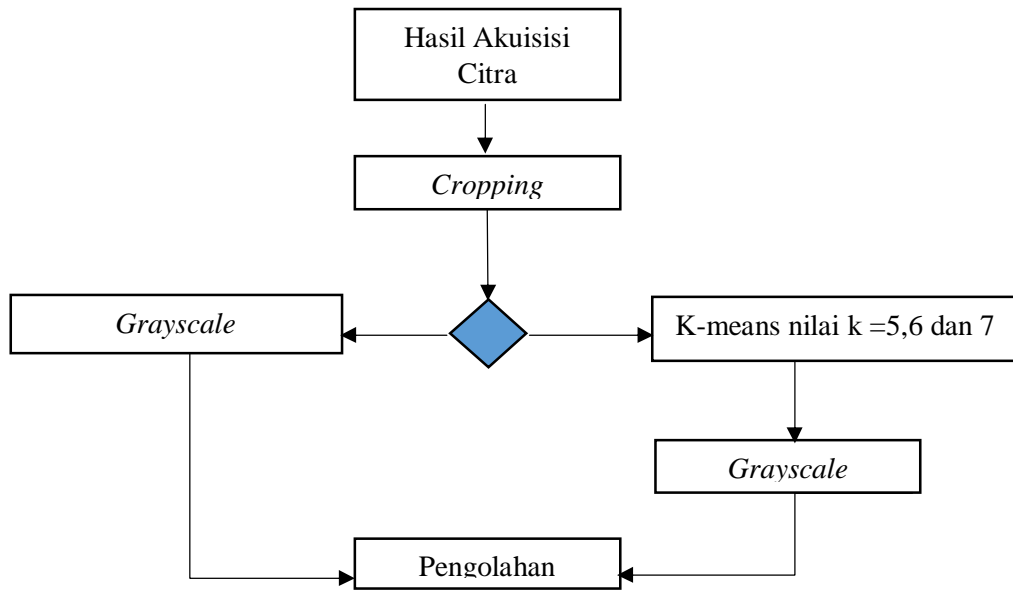 Hasil Akuisisi
Citra
Cropping
Grayscale
K-means nilai k =5,6 dan 7
Grayscale
Pengolahan